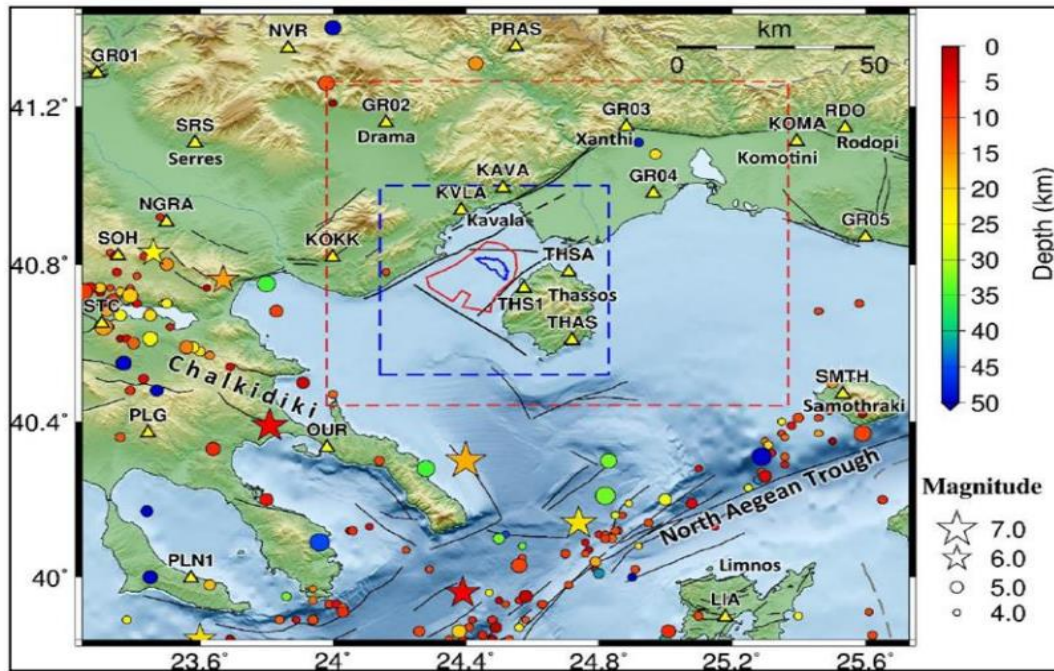 NVR
PRAS
km
0 50
GR01
41.2°
GR02
Drama
GR03
Xanthi
KOMA
Komotini
RDO
Rodopi
SRS
Serres
KAVA
KVLA
Kavala
GR04
NGRA
SOH
KOKK
GR05
40.8°
THSA
THS1
Thassos
THAS
STC
Chalkidiki
SMTH
Samothraki
40.4°
PLG
OUR
North Aegean Trough
PLN1
40°
Limnos
LIA
23.6° 24° 24.4° 24.8° 25.2° 25.6°
0
5
10
15
20
25
30
35
40
45
50
Depth (km)
Magnitude
7.0
6.0
5.0
4.0